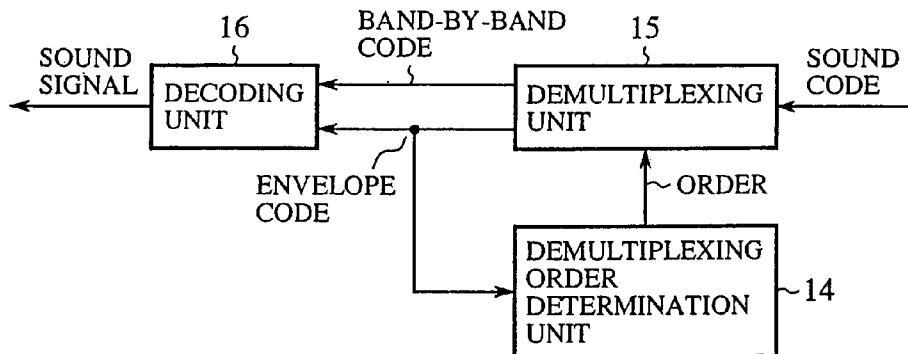 16
BAND-BY-BAND
CODE
15
SOUND
SIGNAL
DECODING
UNIT
DEMULTIPLEXING
UNIT
SOUND
CODE
ENVELOPE
CODE
ORDER
DEMULTIPLEXING
ORDER
DETERMINATION
UNIT
14